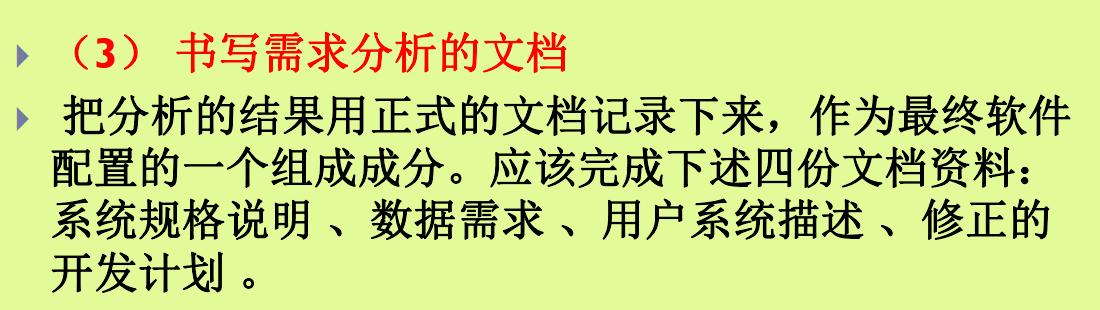 （3） 书写需求分析的文档
把分析的结果用正式的文档记录下来，作为最终软件
配置的一个组成成分。应该完成下述四份文档资料：
系统规格说明 、数据需求 、用户系统描述 、修正的
开发计划 。